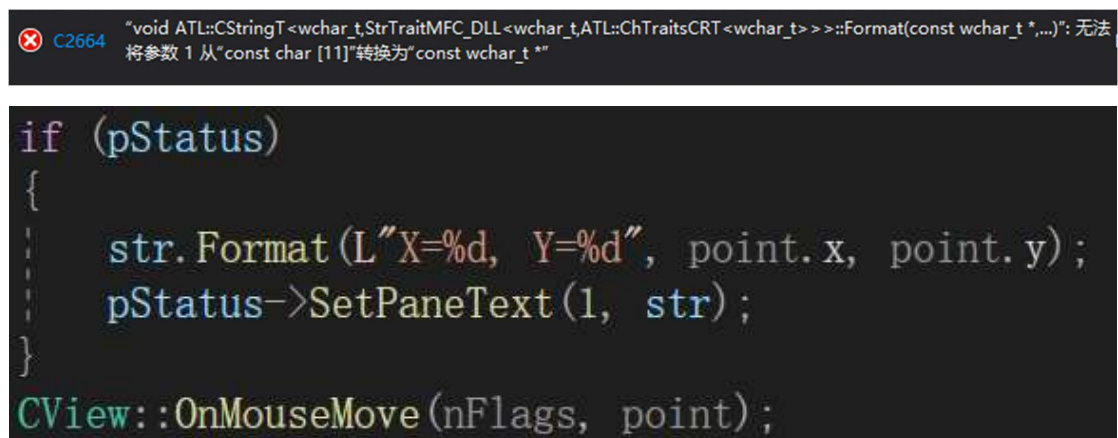 C2664 “void ATL::CStringT<wchar_t,StrTraitMFC_DLL<wchar_t,ATL::ChTraitsCRT<wchar_t>>>::Format(const wchar_t *,...)”: 无法
将参数 1 从“const char [11]”转换为“const wchar_t *”
if (pStatus)
{
str.Format(L"X=%d, Y=%d", point.x, point.y);
pStatus->SetPaneText(1, str);
}
CView::OnMouseMove(nFlags, point);